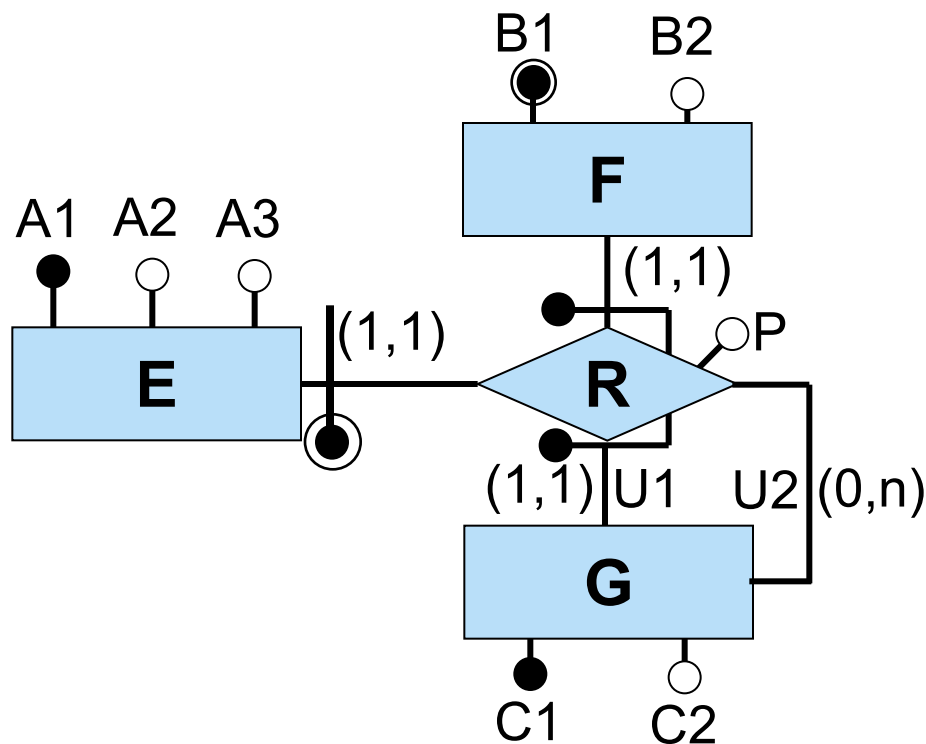 B1 B2
F
A1 A2 A3
(1,1)
P
(1,1)
E
R
(1,1) U1 U2 (0,n)
G
C1 C2